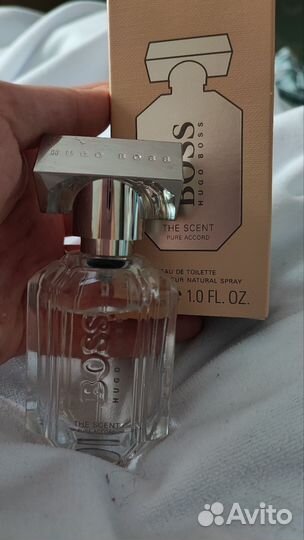 BOSS
HUGO BOSS
THE SCENT
PURE ACCORD
EAU DE TOILETTE
NATURAL SPRAY
1.0 FL. OZ.
HUGO BOSS
BOSS
HUGO
THE SCENT
PURE ACCORD
Avito